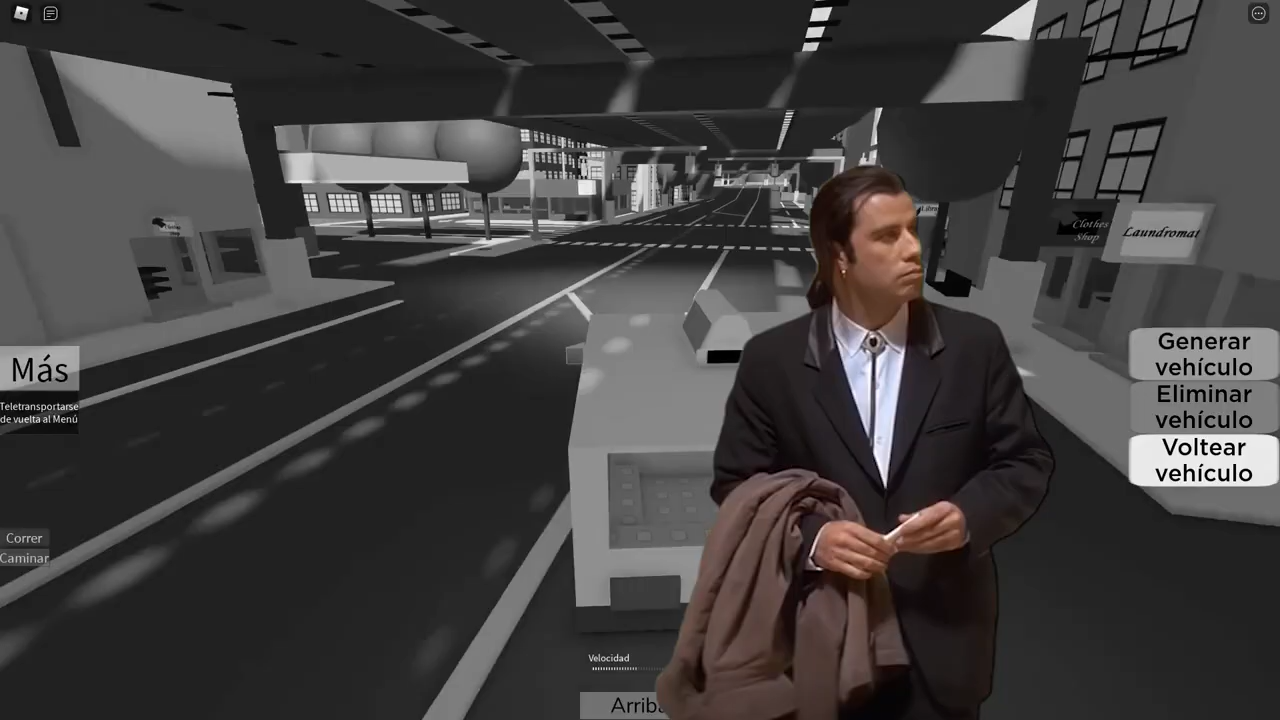 Clothes
Shop
Laundromat
Generar
vehículo
Eliminar
vehículo
Voltear
vehículo
Más
Teletransportarse
de vuelta al Menú
Correr
Caminar
Velocidad
Arriba